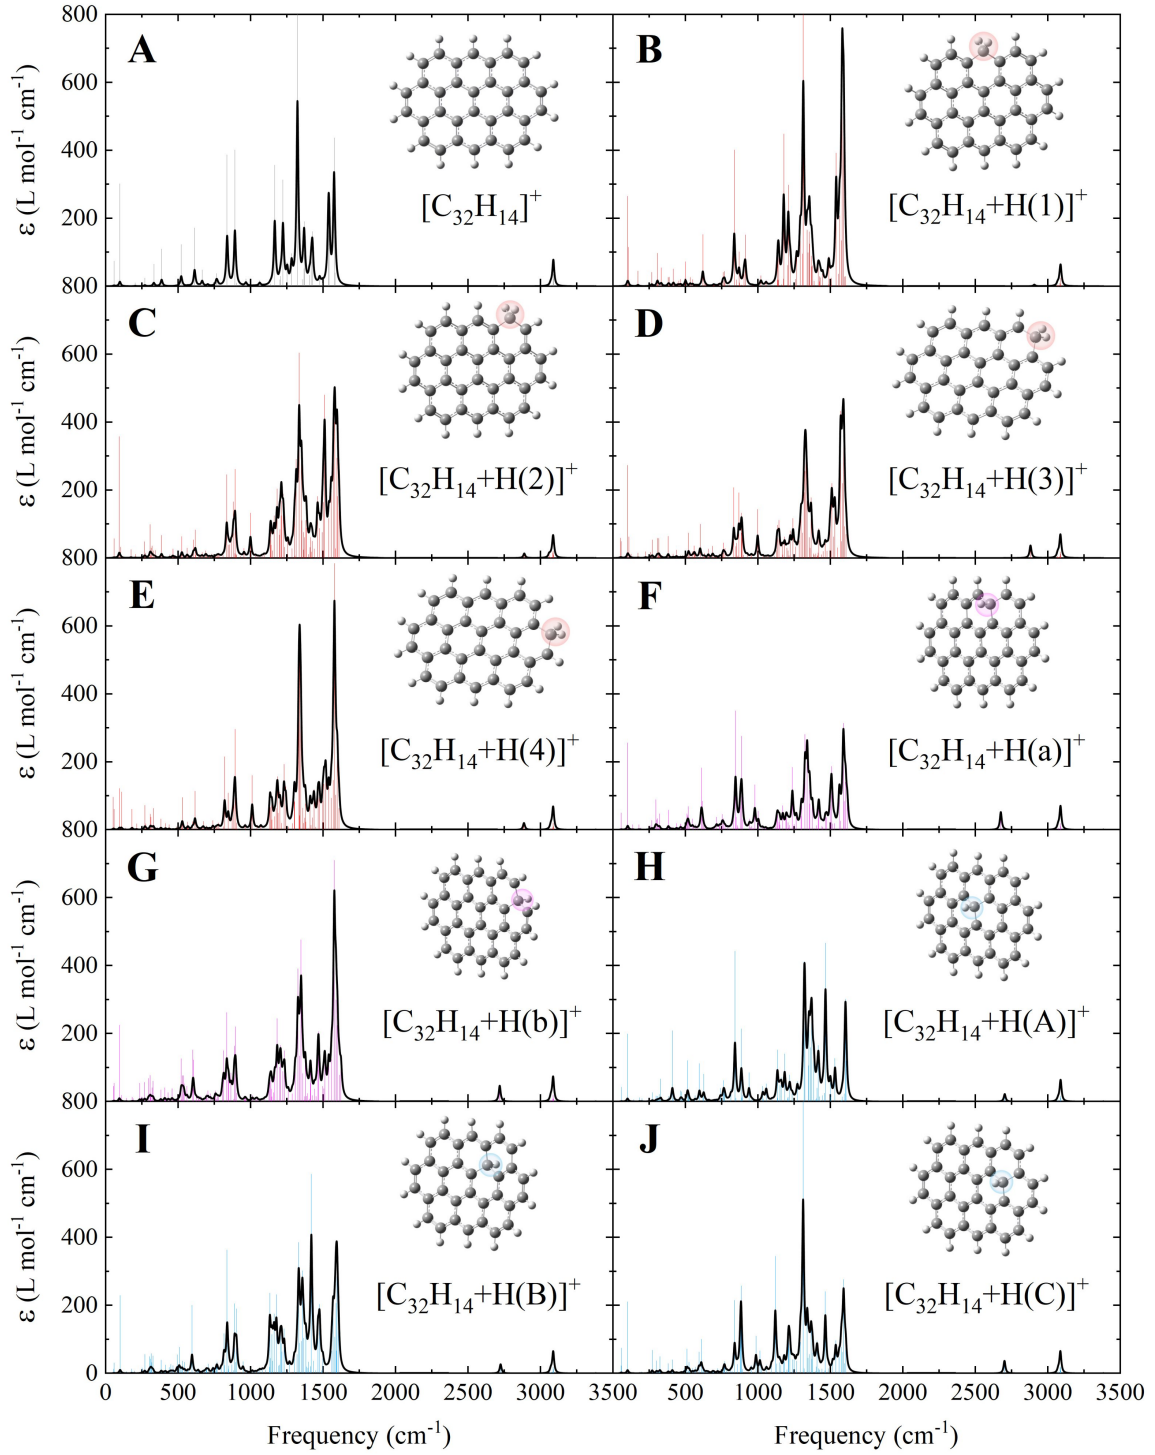 800
600
400
200
800
600
400
200
800
600
400
200
800
600
400
200
800
600
400
200
0
ε (L mol-1 cm-1)
ε (L mol-1 cm-1)
ε (L mol-1 cm-1)
ε (L mol-1 cm-1)
ε (L mol-1 cm-1)
A
[C32H14]+
B
[C32H14+H(1)]+
C
[C32H14+H(2)]+
D
[C32H14+H(3)]+
E
[C32H14+H(4)]+
F
[C32H14+H(a)]+
G
[C32H14+H(b)]+
H
[C32H14+H(A)]+
I
[C32H14+H(B)]+
J
[C32H14+H(C)]+
0 500 1000 1500 2000 2500 3000 3500 500 1000 1500 2000 2500 3000 3500
Frequency (cm-1) Frequency (cm-1)